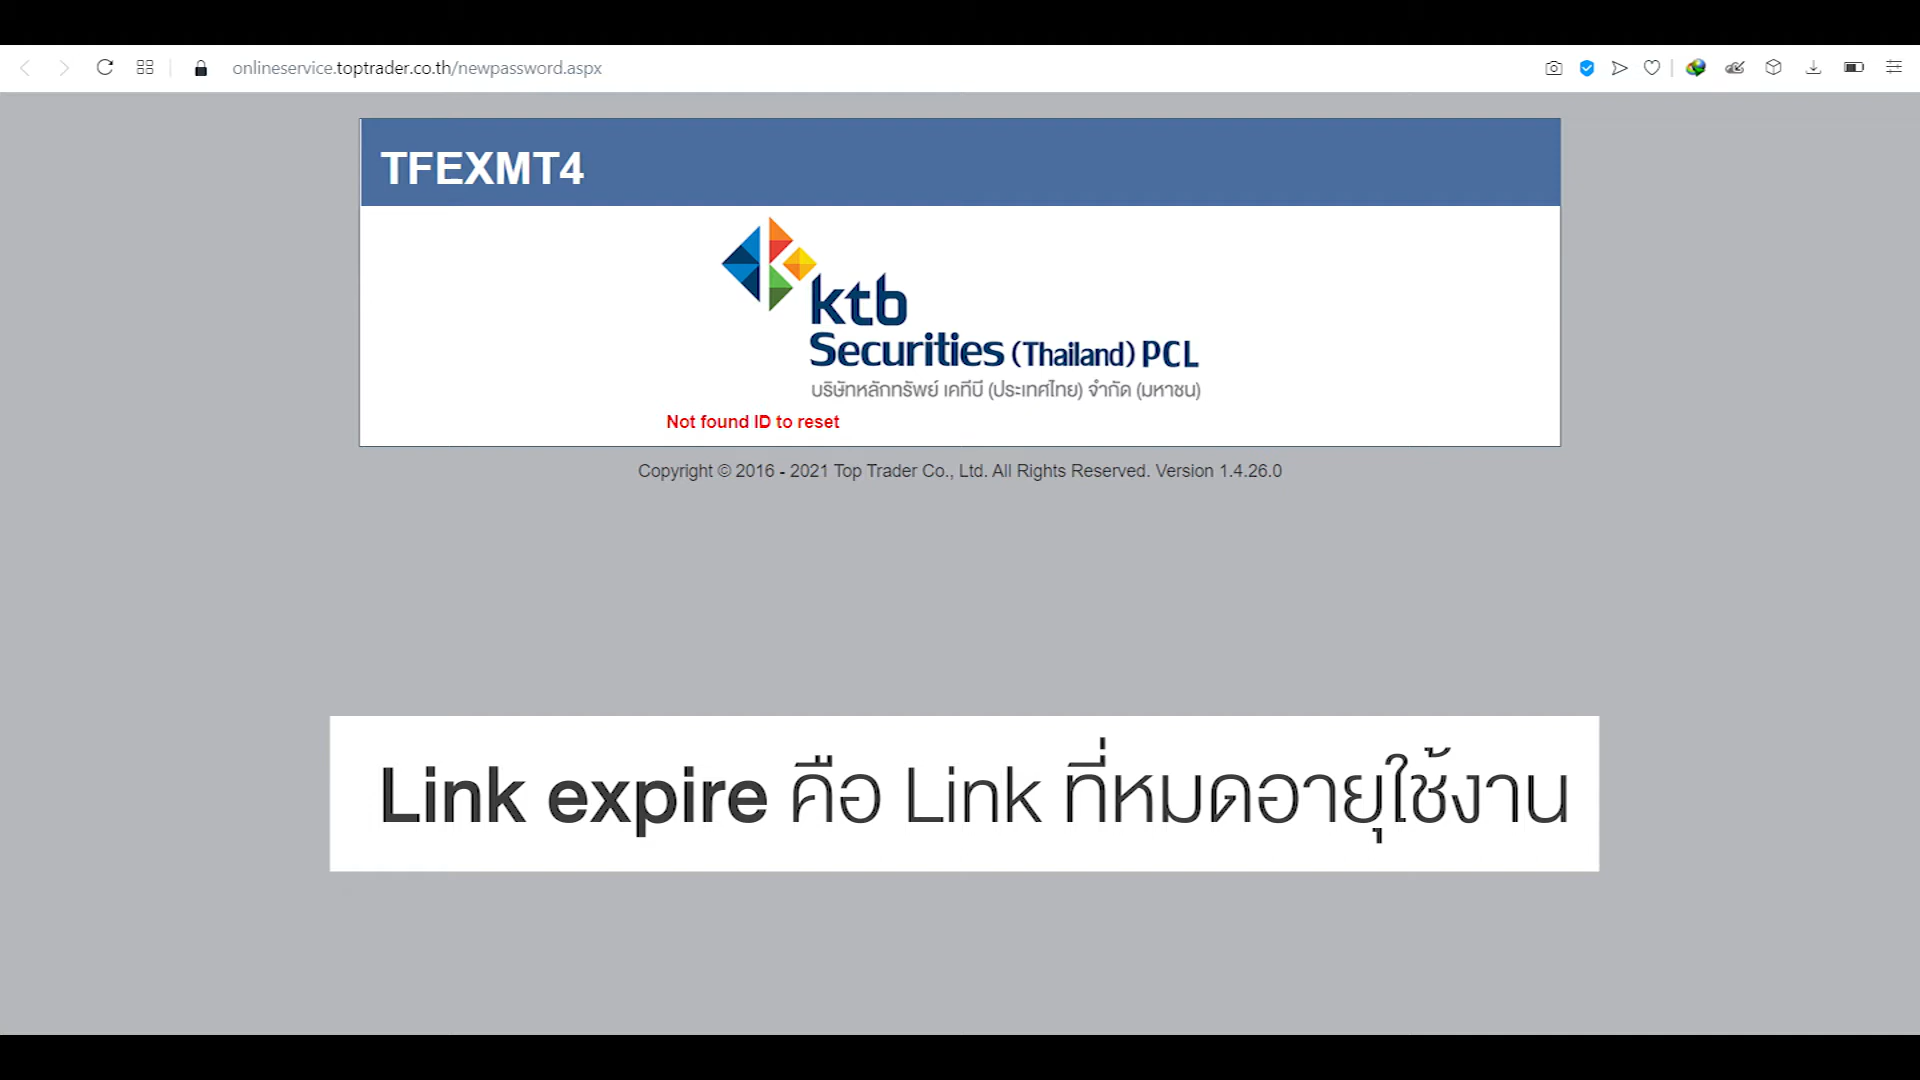 onlineservice.toptrader.co.th/newpassword.aspx
TFEXMT4
ktb
Securities (Thailand) PCL
บริษัทหลักทรัพย์ เคทีบี (ประเทศไทย) จำกัด (มหาชน)
Not found ID to reset
Copyright © 2016 - 2021 Top Trader Co., Ltd. All Rights Reserved. Version 1.4.26.0
Link expire คือ Link ที่หมดอายุใช้งาน